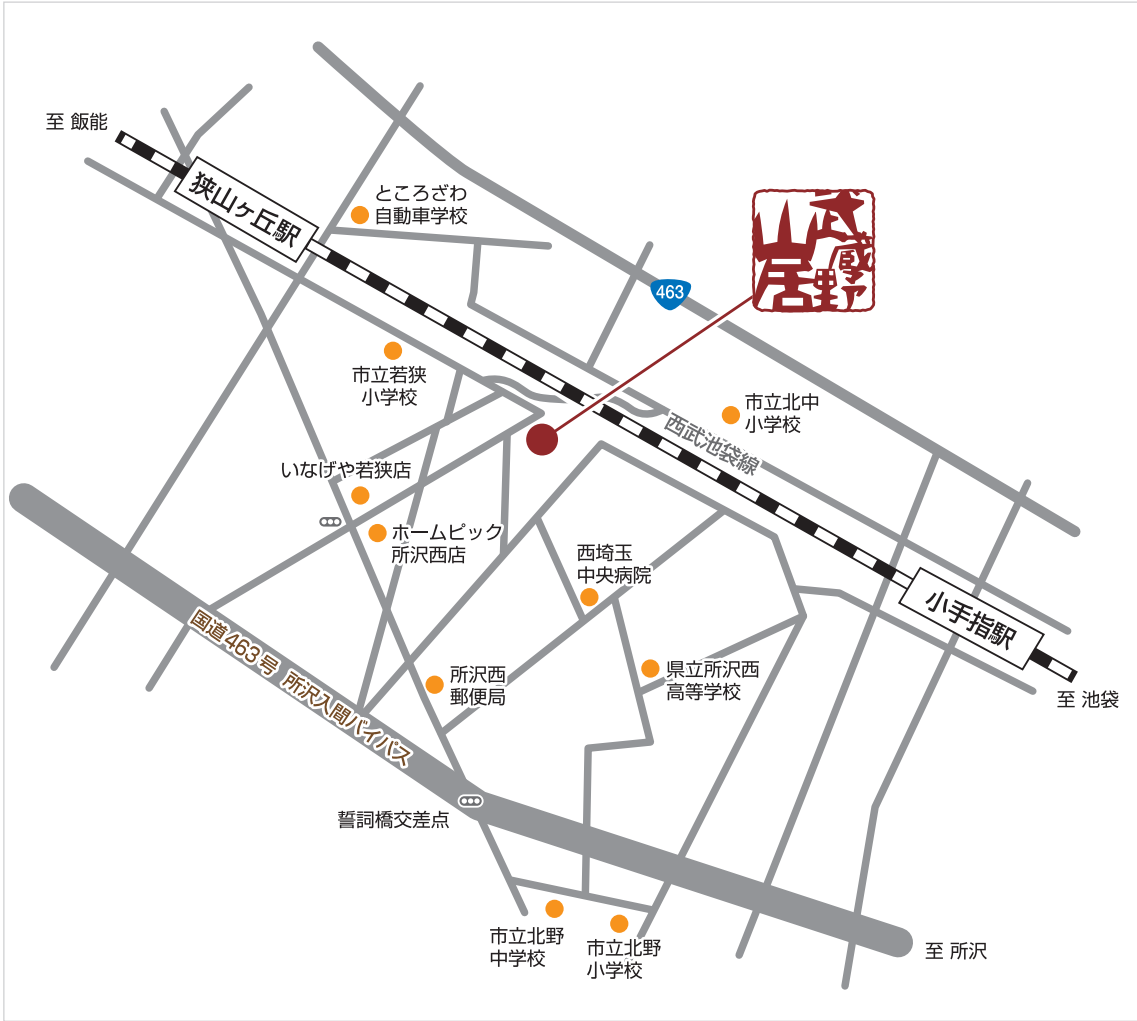 至 飯能
狭山ヶ丘駅
ところざわ
自動車学校
武蔵野
山居
463
市立若狭
小学校
市立北中
小学校
西武池袋線
いなげや若狭店
ホームピック
所沢西店
西埼玉
中央病院
小手指駅
国道463号 所沢入間バイパス
所沢西
郵便局
県立所沢西
高等学校
至 池袋
誓詞橋交差点
市立北野
中学校
市立北野
小学校
至 所沢